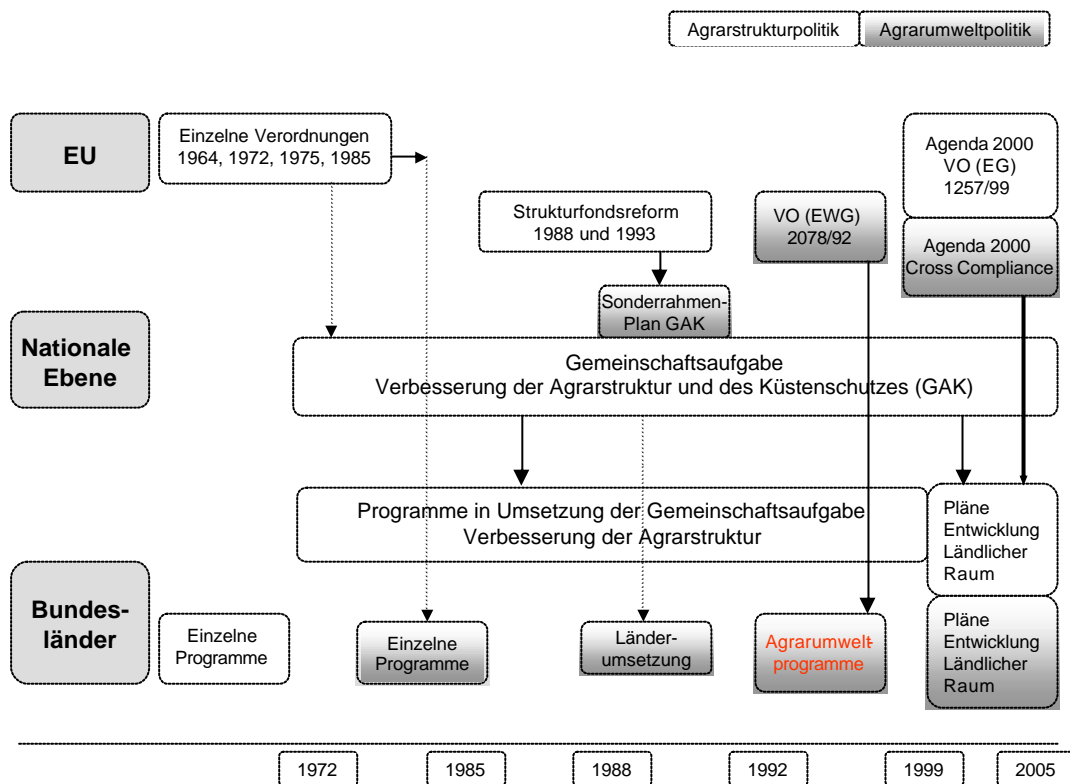 Agrarstrukturpolitik
Agrarumweltpolitik
EU
Einzelne Verordnungen
1964, 1972, 1975, 1985
Strukturfondsreform
1988 und 1993
VO (EWG)
2078/92
Agenda 2000
VO (EG)
1257/99
Agenda 2000
Cross Compliance
Sonderrahmen-
Plan GAK
Nationale
Ebene
Gemeinschaftsaufgabe
Verbesserung der Agrarstruktur und des Küstenschutzes (GAK)
Programme in Umsetzung der Gemeinschaftsaufgabe
Verbesserung der Agrarstruktur
Pläne
Entwicklung
Ländlicher
Raum
Bundes-
länder
Einzelne
Programme
Einzelne
Programme
Länder-
umsetzung
Agrarumwelt-
programme
Pläne
Entwicklung
Ländlicher
Raum
1972
1985
1988
1992
1999
2005